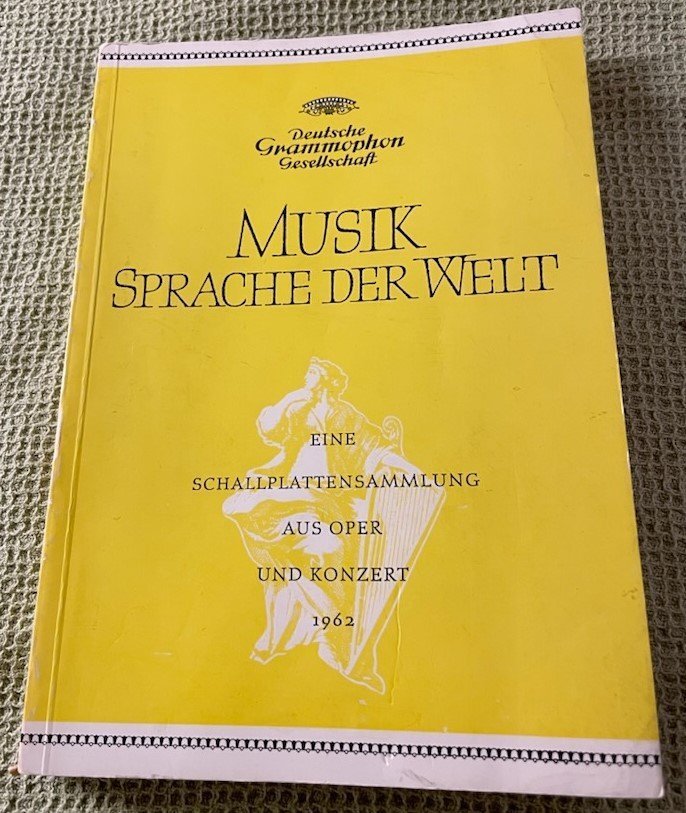 Deutsche
Grammophon
Gesellschaft
MUSIK
SPRACHE DER WELT
EINE
SCHALLPLATTENSAMMLUNG
AUS OPER
UND KONZERT
1962